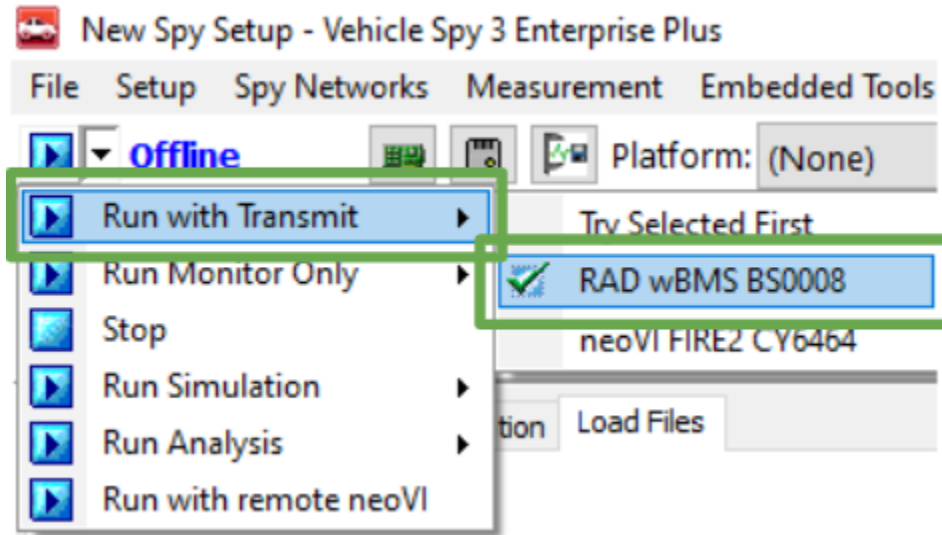 New Spy Setup - Vehicle Spy 3 Enterprise Plus
File Setup Spy Networks Measurement Embedded Tools
Offline Platform: (None)
Run with Transmit
Try Selected First
Run Monitor Only
RAD wBMS BS0008
Stop
neoVI FIRE2 CY6464
Run Simulation
Run Analysis
tion Load Files
Run with remote neoVI